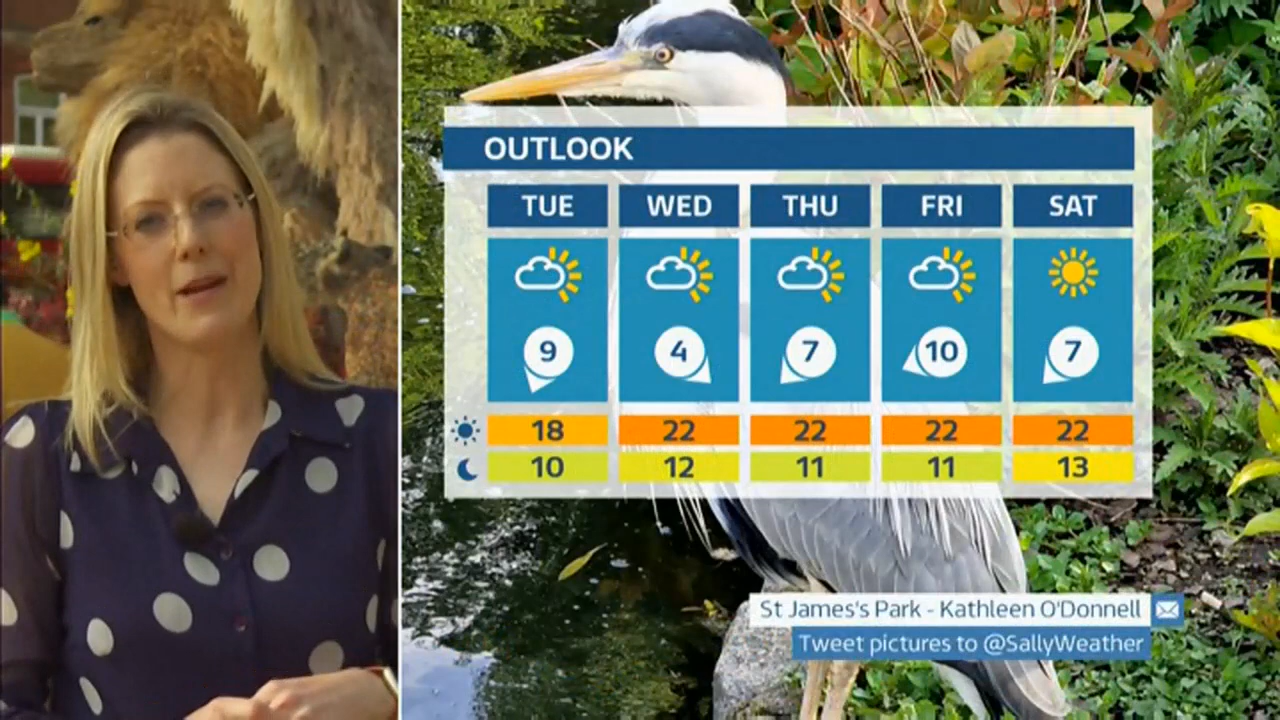 OUTLOOK
TUE WED THU FRI SAT
9 4 7 10 7
18 22 22 22 22
10 12 11 11 13
St James's Park - Kathleen O'Donnell
Tweet pictures to @SallyWeather